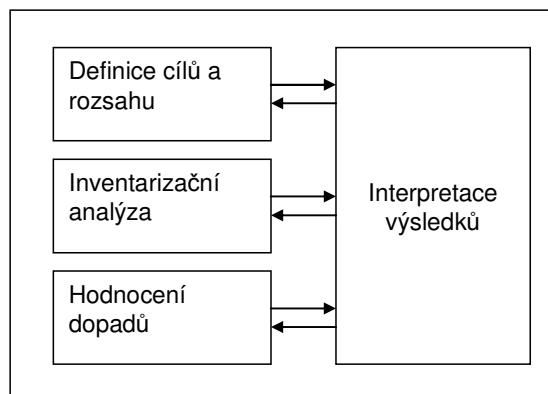 Definice cílů a
rozsahu
Inventarizační
analýza
Hodnocení
dopadů
Interpretace
výsledků